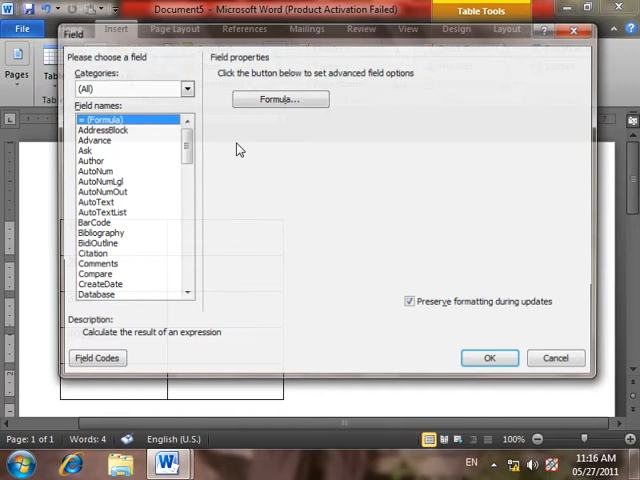 Document5 - Microsoft Word (Product Activation Failed)
Table Tools
File
Insert
Page Layout
References
Mailings
Review
View
Design
Layout
Pages
Field
Please choose a field
Categories:
(All)
Field names:
= (Formula)
AddressBlock
Advance
Ask
Author
AutoNum
AutoNumLgl
AutoNumOut
AutoText
AutoTextList
BarCode
Bibliography
BidiOutline
Citation
Comments
Compare
CreateDate
Database
Field properties
Click the button below to set advanced field options
Formula...
Preserve formatting during updates
Description:
Calculate the result of an expression
Field Codes
OK
Cancel
Page: 1 of 1
Words: 4
English (U.S.)
100%
EN
11:16 AM
05/27/2011